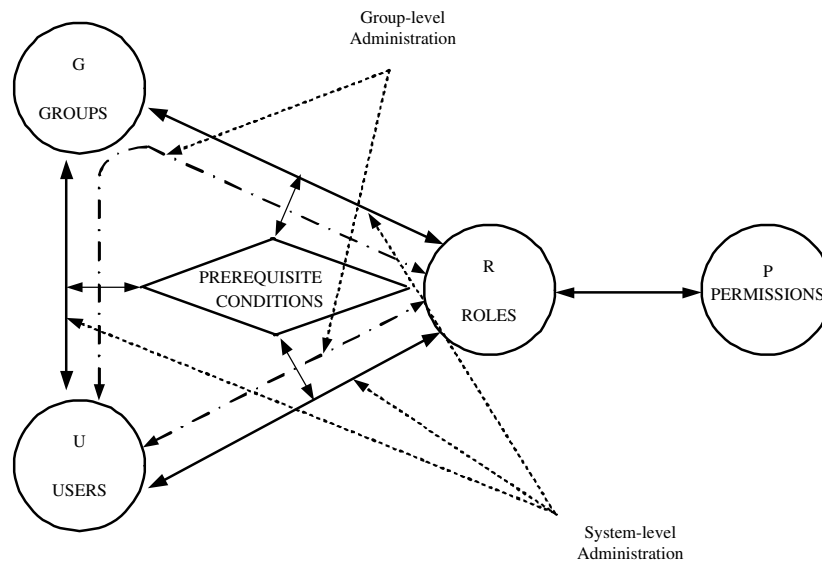 Group-level
Administration
G
GROUPS
PREREQUISITE
CONDITIONS
R
ROLES
P
PERMISSIONS
U
USERS
System-level
Administration